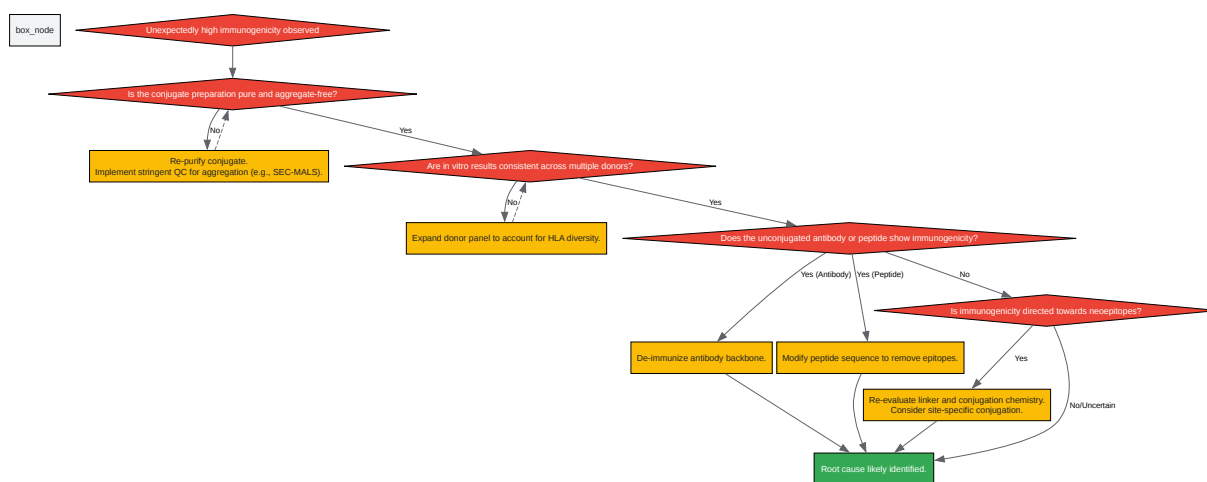 box_node
Unexpectedly high immunogenicity observed
Is the conjugate preparation pure and aggregate-free?
No
Yes
Re-purify conjugate.
Implement stringent QC for aggregation (e.g., SEC-MALS).
Are in vitro results consistent across multiple donors?
No
Yes
Expand donor panel to account for HLA diversity.
Does the unconjugated antibody or peptide show immunogenicity?
Yes (Antibody)
Yes (Peptide)
No
Is immunogenicity directed towards neoepitopes?
De-immunize antibody backbone.
Modify peptide sequence to remove epitopes.
Yes
Re-evaluate linker and conjugation chemistry.
Consider site-specific conjugation.
No/Uncertain
Root cause likely identified.